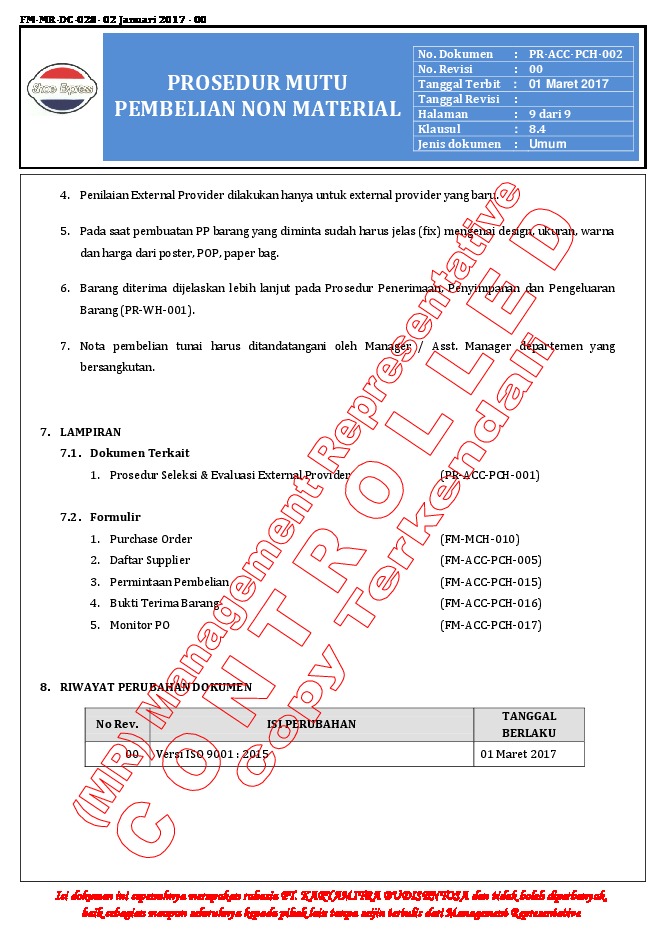 FM-MR-DC-028- 02 Januari 2017 - 00
Shoe Express
PROSEDUR MUTU
PEMBELIAN NON MATERIAL
No. Dokumen : PR-ACC-PCH-002
No. Revisi : 00
Tanggal Terbit : 01 Maret 2017
Tanggal Revisi :
Halaman : 9 dari 9
Klausul : 8.4
Jenis dokumen : Umum
4. Penilaian External Provider dilakukan hanya untuk external provider yang baru.
5. Pada saat pembuatan PP barang yang diminta sudah harus jelas (fix) mengenai design, ukuran, warna
dan harga dari poster, POP, paper bag.
6. Barang diterima dijelaskan lebih lanjut pada Prosedur Penerimaan, Penyimpanan dan Pengeluaran
Barang (PR-WH-001).
7. Nota pembelian tunai harus ditandatangani oleh Manager / Asst. Manager departemen yang
bersangkutan.
7. LAMPIRAN
7.1. Dokumen Terkait
1. Prosedur Seleksi & Evaluasi External Provider (PR-ACC-PCH-001)
7.2. Formulir
1. Purchase Order (FM-MCH-010)
2. Daftar Supplier (FM-ACC-PCH-005)
3. Permintaan Pembelian (FM-ACC-PCH-015)
4. Bukti Terima Barang (FM-ACC-PCH-016)
5. Monitor PO (FM-ACC-PCH-017)
8. RIWAYAT PERUBAHAN DOKUMEN
No Rev. ISI PERUBAHAN TANGGAL
BERLAKU
00 Versi ISO 9001 : 2015 01 Maret 2017
(MR) Management Representative
CONTROLLED
copy Terkendali
Isi dokumen ini sepenuhnya merupakan rahasia PT. KARYAMITRA BUDISENTOSA dan tidak boleh diperbanyak,
baik sebagian maupun seluruhnya kepada pihak lain tanpa seijin tertulis dari Management Representative